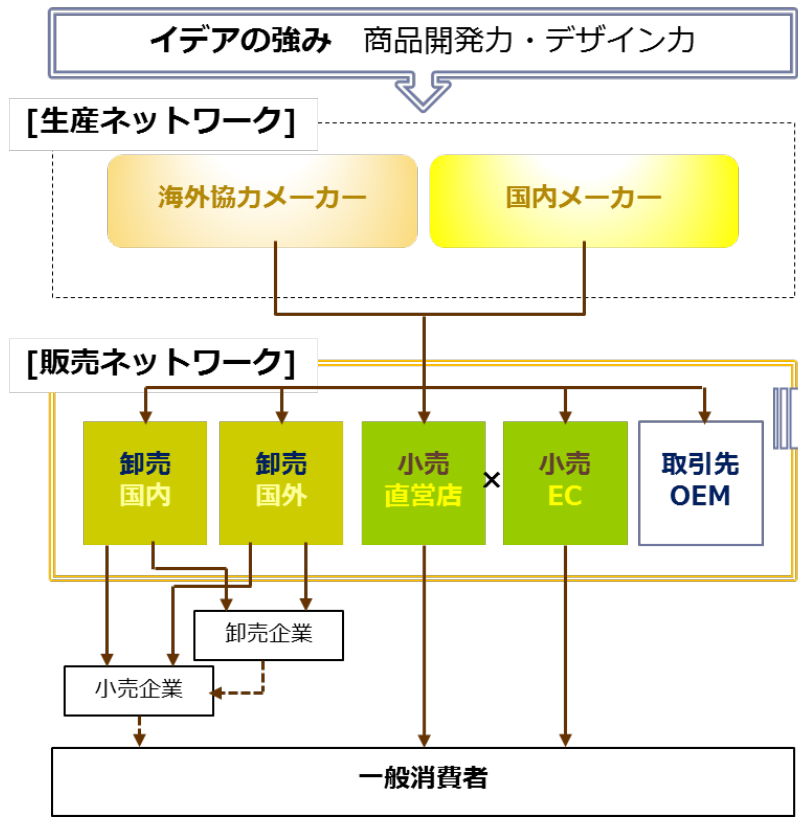 イデアの強み　商品開発力・デザイン力
[生産ネットワーク]
海外協力メーカー
国内メーカー
[販売ネットワーク]
卸売
国内
卸売
国外
小売
直営店
×
小売
EC
取引先
OEM
卸売企業
小売企業
一般消費者